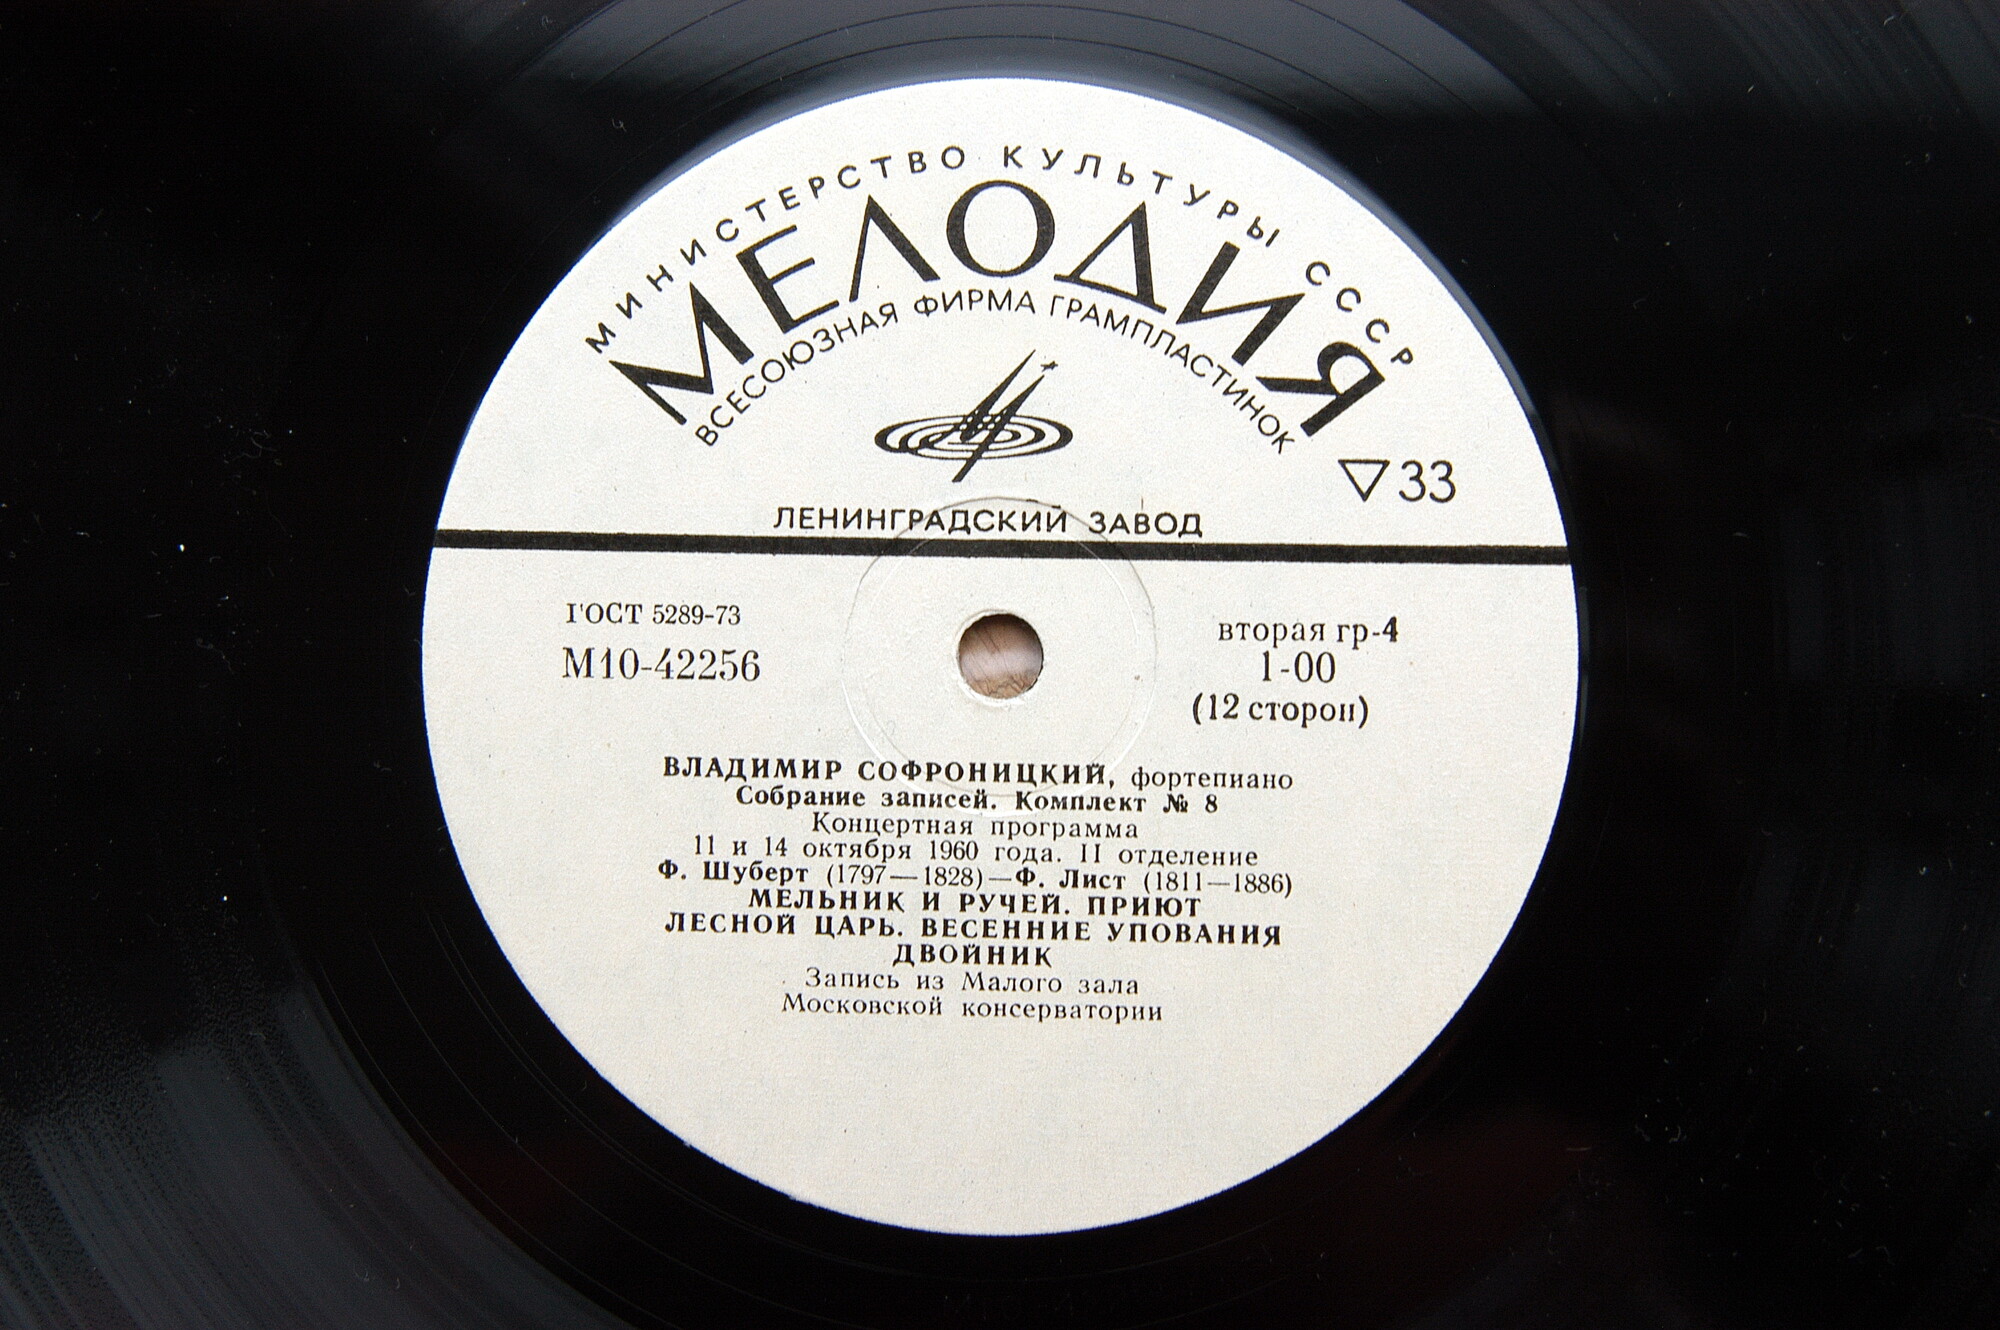 МИНИСТЕРСТВО КУЛЬТУРЫ СССР
МЕЛОДИЯ
ВСЕСОЮЗНАЯ ФИРМА ГРАМПЛАСТИНОК
▽33
ЛЕНИНГРАДСКИЙ ЗАВОД
ГОСТ 5289-73
М10-42256
вторая гр-4
1-00
(12 сторон)
ВЛАДИМИР СОФРОНИЦКИЙ, фортепиано
Собрание записей. Комплект № 8
Концертная программа
11 и 14 октября 1960 года. II отделение
Ф. Шуберт (1797—1828)—Ф. Лист (1811—1886)
МЕЛЬНИК И РУЧЕЙ. ПРИЮТ
ЛЕСНОЙ ЦАРЬ. ВЕСЕННИЕ УПОВАНИЯ
ДВОЙНИК
Запись из Малого зала
Московской консерватории